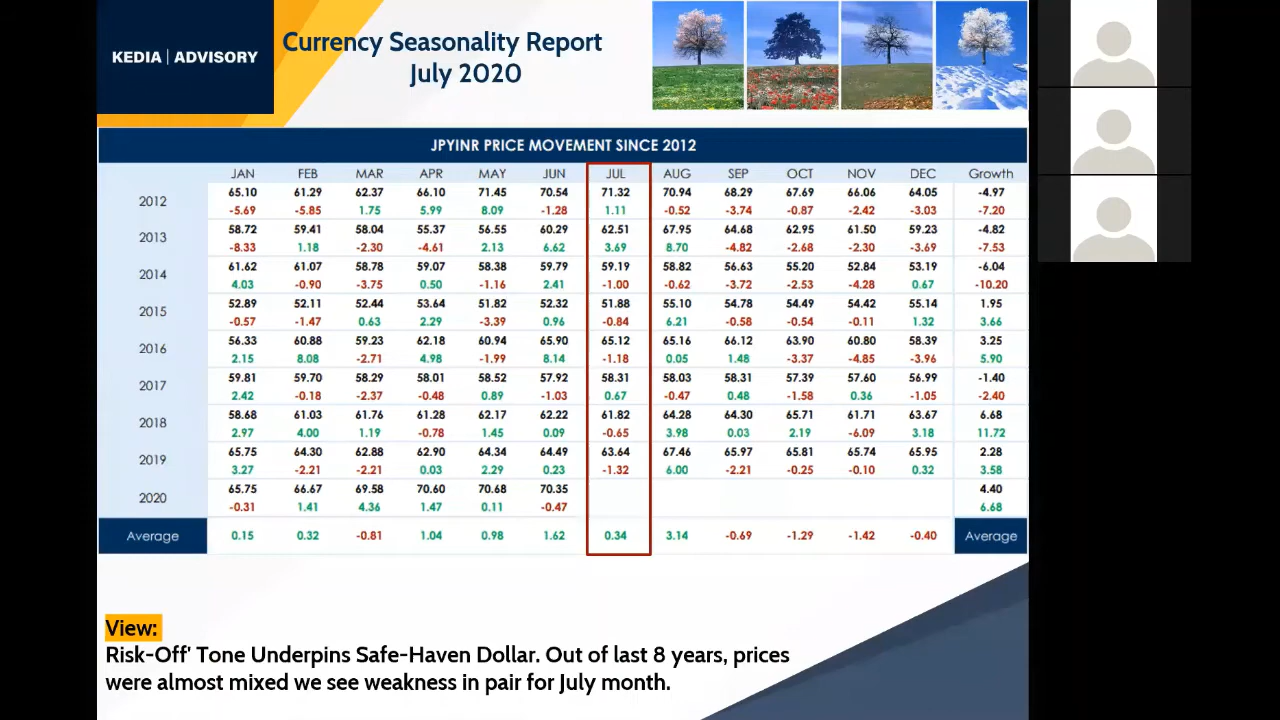 KEDIA | ADVISORY
Currency Seasonality Report
July 2020
JPYINR PRICE MOVEMENT SINCE 2012
JAN FEB MAR APR MAY JUN JUL AUG SEP OCT NOV DEC Growth
2012
65.10 61.29 62.37 66.10 71.45 70.54 71.32 70.94 68.29 67.69 66.06 64.05 -4.97
-5.69 -5.85 1.75 5.99 8.09 -1.28 1.11 -0.52 -3.74 -0.87 -2.42 -3.03 -7.20
2013
58.72 59.41 58.04 55.37 56.55 60.29 62.51 67.95 64.68 62.95 61.50 59.23 -4.82
-8.33 1.18 -2.30 -4.61 2.13 6.62 3.69 8.70 -4.82 -2.68 -2.30 -3.69 -7.53
2014
61.62 61.07 58.78 59.07 58.38 59.79 59.19 58.82 56.63 55.20 52.84 53.19 -6.04
4.03 -0.90 -3.75 0.50 -1.16 2.41 -1.00 -0.62 -3.72 -2.53 -4.28 0.67 -10.20
2015
52.89 52.11 52.44 53.64 51.82 52.32 51.88 55.10 54.78 54.49 54.42 55.14 1.95
-0.57 -1.47 0.63 2.29 -3.39 0.96 -0.84 6.21 -0.58 -0.54 -0.11 1.32 3.66
2016
56.33 60.88 59.23 62.18 60.94 65.90 65.12 65.16 66.12 63.90 60.80 58.39 3.25
2.15 8.08 -2.71 4.98 -1.99 8.14 -1.18 0.05 1.48 -3.37 -4.85 -3.96 5.90
2017
59.81 59.70 58.29 58.01 58.52 57.92 58.31 58.03 58.31 57.39 57.60 56.99 -1.40
2.42 -0.18 -2.37 -0.48 0.89 -1.03 0.67 -0.47 0.48 -1.58 0.36 -1.05 -2.40
2018
58.68 61.03 61.76 61.28 62.17 62.22 61.82 64.28 64.30 65.71 61.71 63.67 6.68
2.97 4.00 1.19 -0.78 1.45 0.09 -0.65 3.98 0.03 2.19 -6.09 3.18 11.72
2019
65.75 64.30 62.88 62.90 64.34 64.49 63.64 67.46 65.97 65.81 65.74 65.95 2.28
3.27 -2.21 -2.21 0.03 2.29 0.23 -1.32 6.00 -2.21 -0.25 -0.10 0.32 3.58
2020
65.75 66.67 69.58 70.60 70.68 70.35 4.40
-0.31 1.41 4.36 1.47 0.11 -0.47 6.68
Average 0.15 0.32 -0.81 1.04 0.98 1.62 0.34 3.14 -0.69 -1.29 -1.42 -0.40 Average
View:
Risk-Off' Tone Underpins Safe-Haven Dollar. Out of last 8 years, prices
were almost mixed we see weakness in pair for July month.